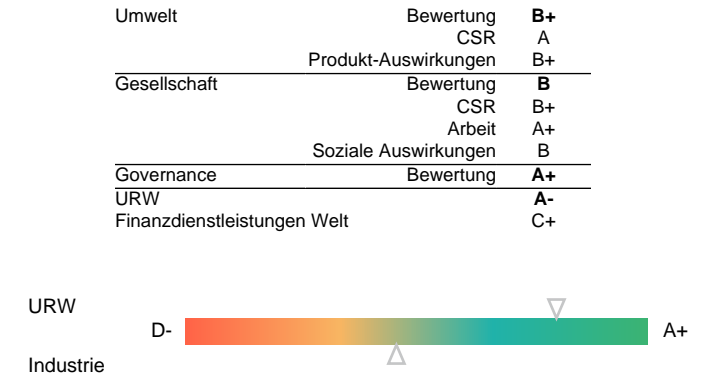 Umwelt Bewertung B+
CSR A
Produkt-Auswirkungen B+
Gesellschaft Bewertung B
CSR B+
Arbeit A+
Soziale Auswirkungen B
Governance Bewertung A+
URW A-
Finanzdienstleistungen Welt C+
URW
D- A+
Industrie